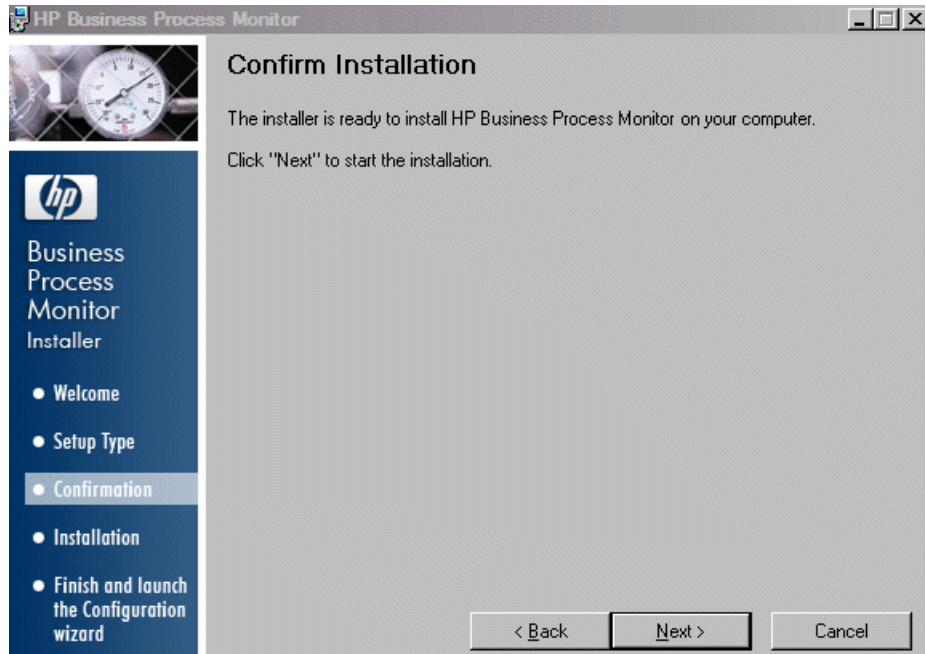 HP Business Process Monitor
Confirm Installation
The installer is ready to install HP Business Process Monitor on your computer.
Click "Next" to start the installation.
hp
Business
Process
Monitor
Installer
Welcome
Setup Type
Confirmation
Installation
Finish and launch
the Configuration
wizard
< Back
Next >
Cancel